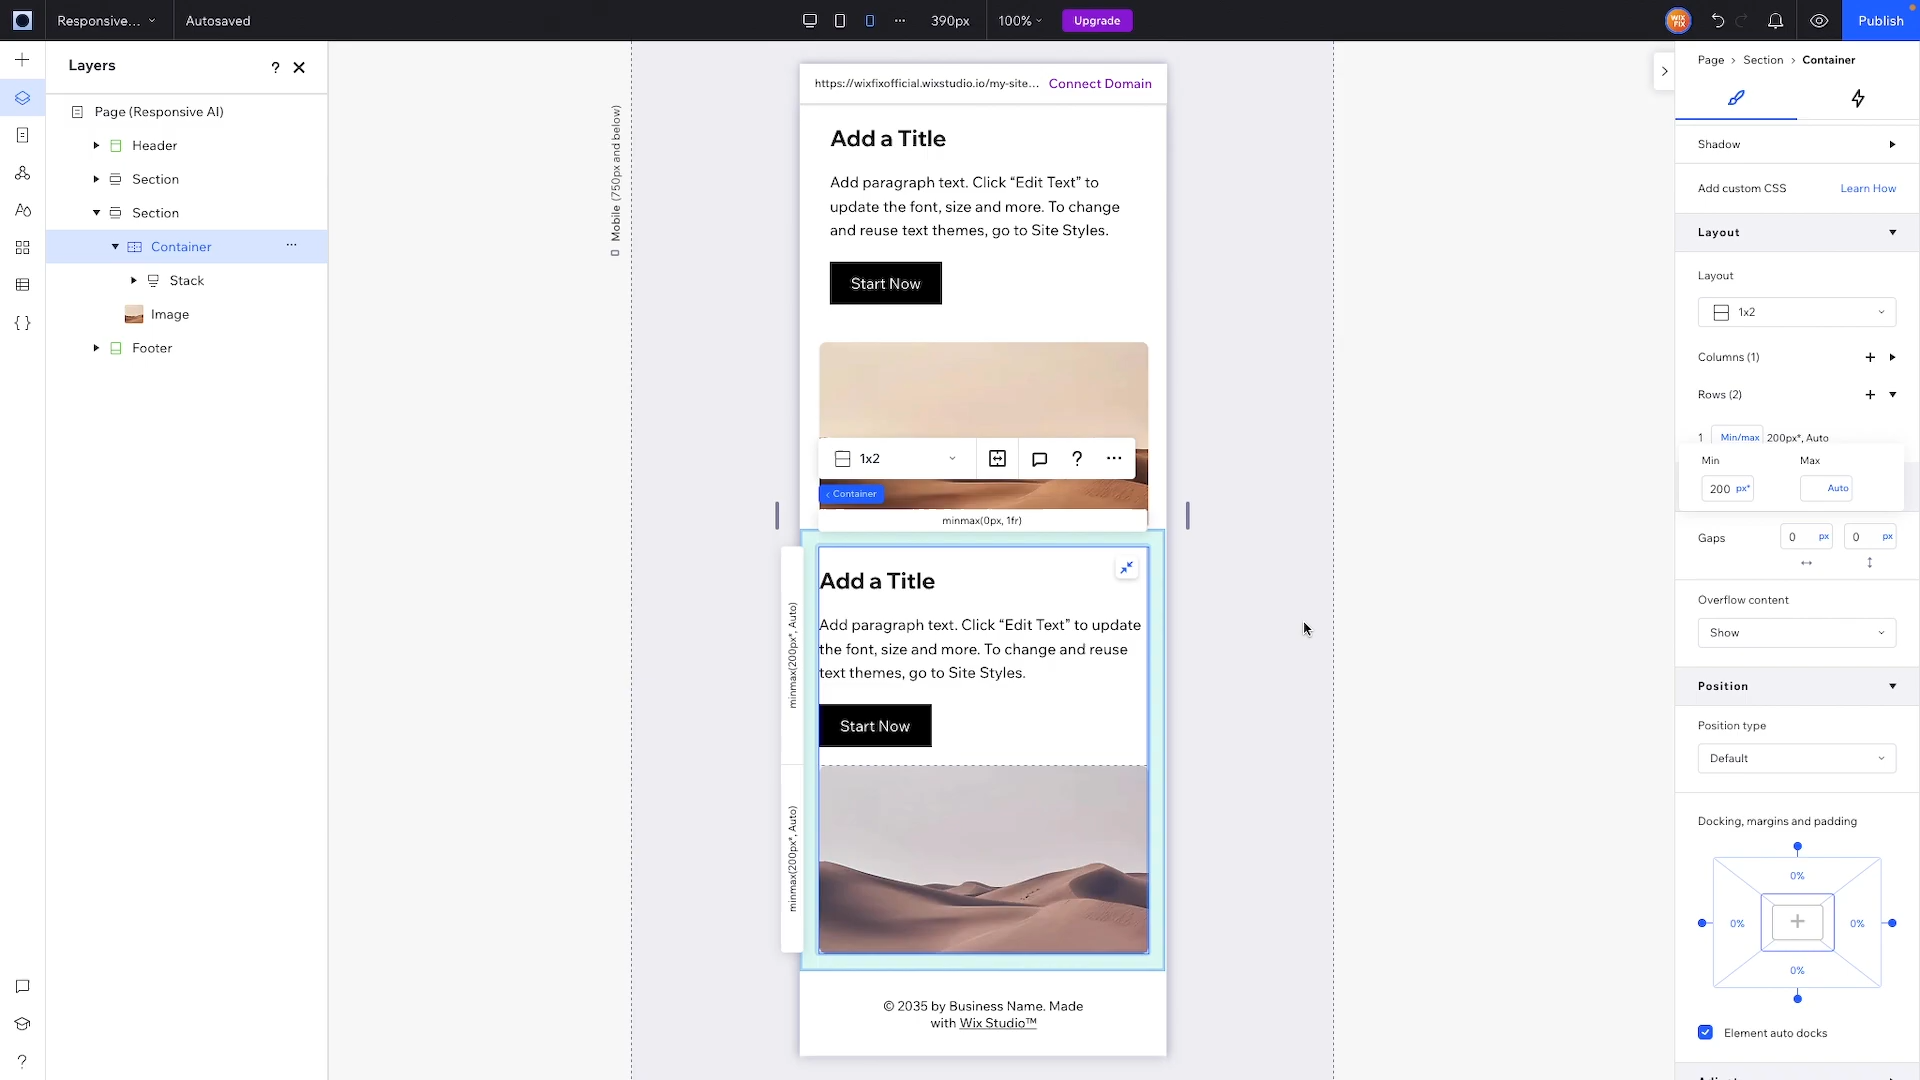 Responsive...
Autosaved
390px
100%
Upgrade
WIX
FIX
Publish
Layers
?
Page (Responsive AI)
Header
Section
Section
Container
Stack
Image
Footer
?
Mobile (750px and below)
https://wixfixofficial.wixstudio.io/my-site... Connect Domain
Add a Title
Add paragraph text. Click “Edit Text” to
update the font, size and more. To change
and reuse text themes, go to Site Styles.
Start Now
1x2
?
Container
minmax(0px, 1fr)
minmax(200px*, Auto)
minmax(200px*, Auto)
Add a Title
Add paragraph text. Click “Edit Text” to update
the font, size and more. To change and reuse
text themes, go to Site Styles.
Start Now
© 2035 by Business Name. Made
with Wix Studio™
Page > Section > Container
Shadow
Add custom CSS Learn How
Layout
Layout
1x2
Columns (1)
Rows (2)
1 Min/max 200px*, Auto
Min Max
200 px* Auto
Gaps 0 px 0 px
Overflow content
Show
Position
Position type
Default
Docking, margins and padding
0%
0% 0%
0%
Element auto docks